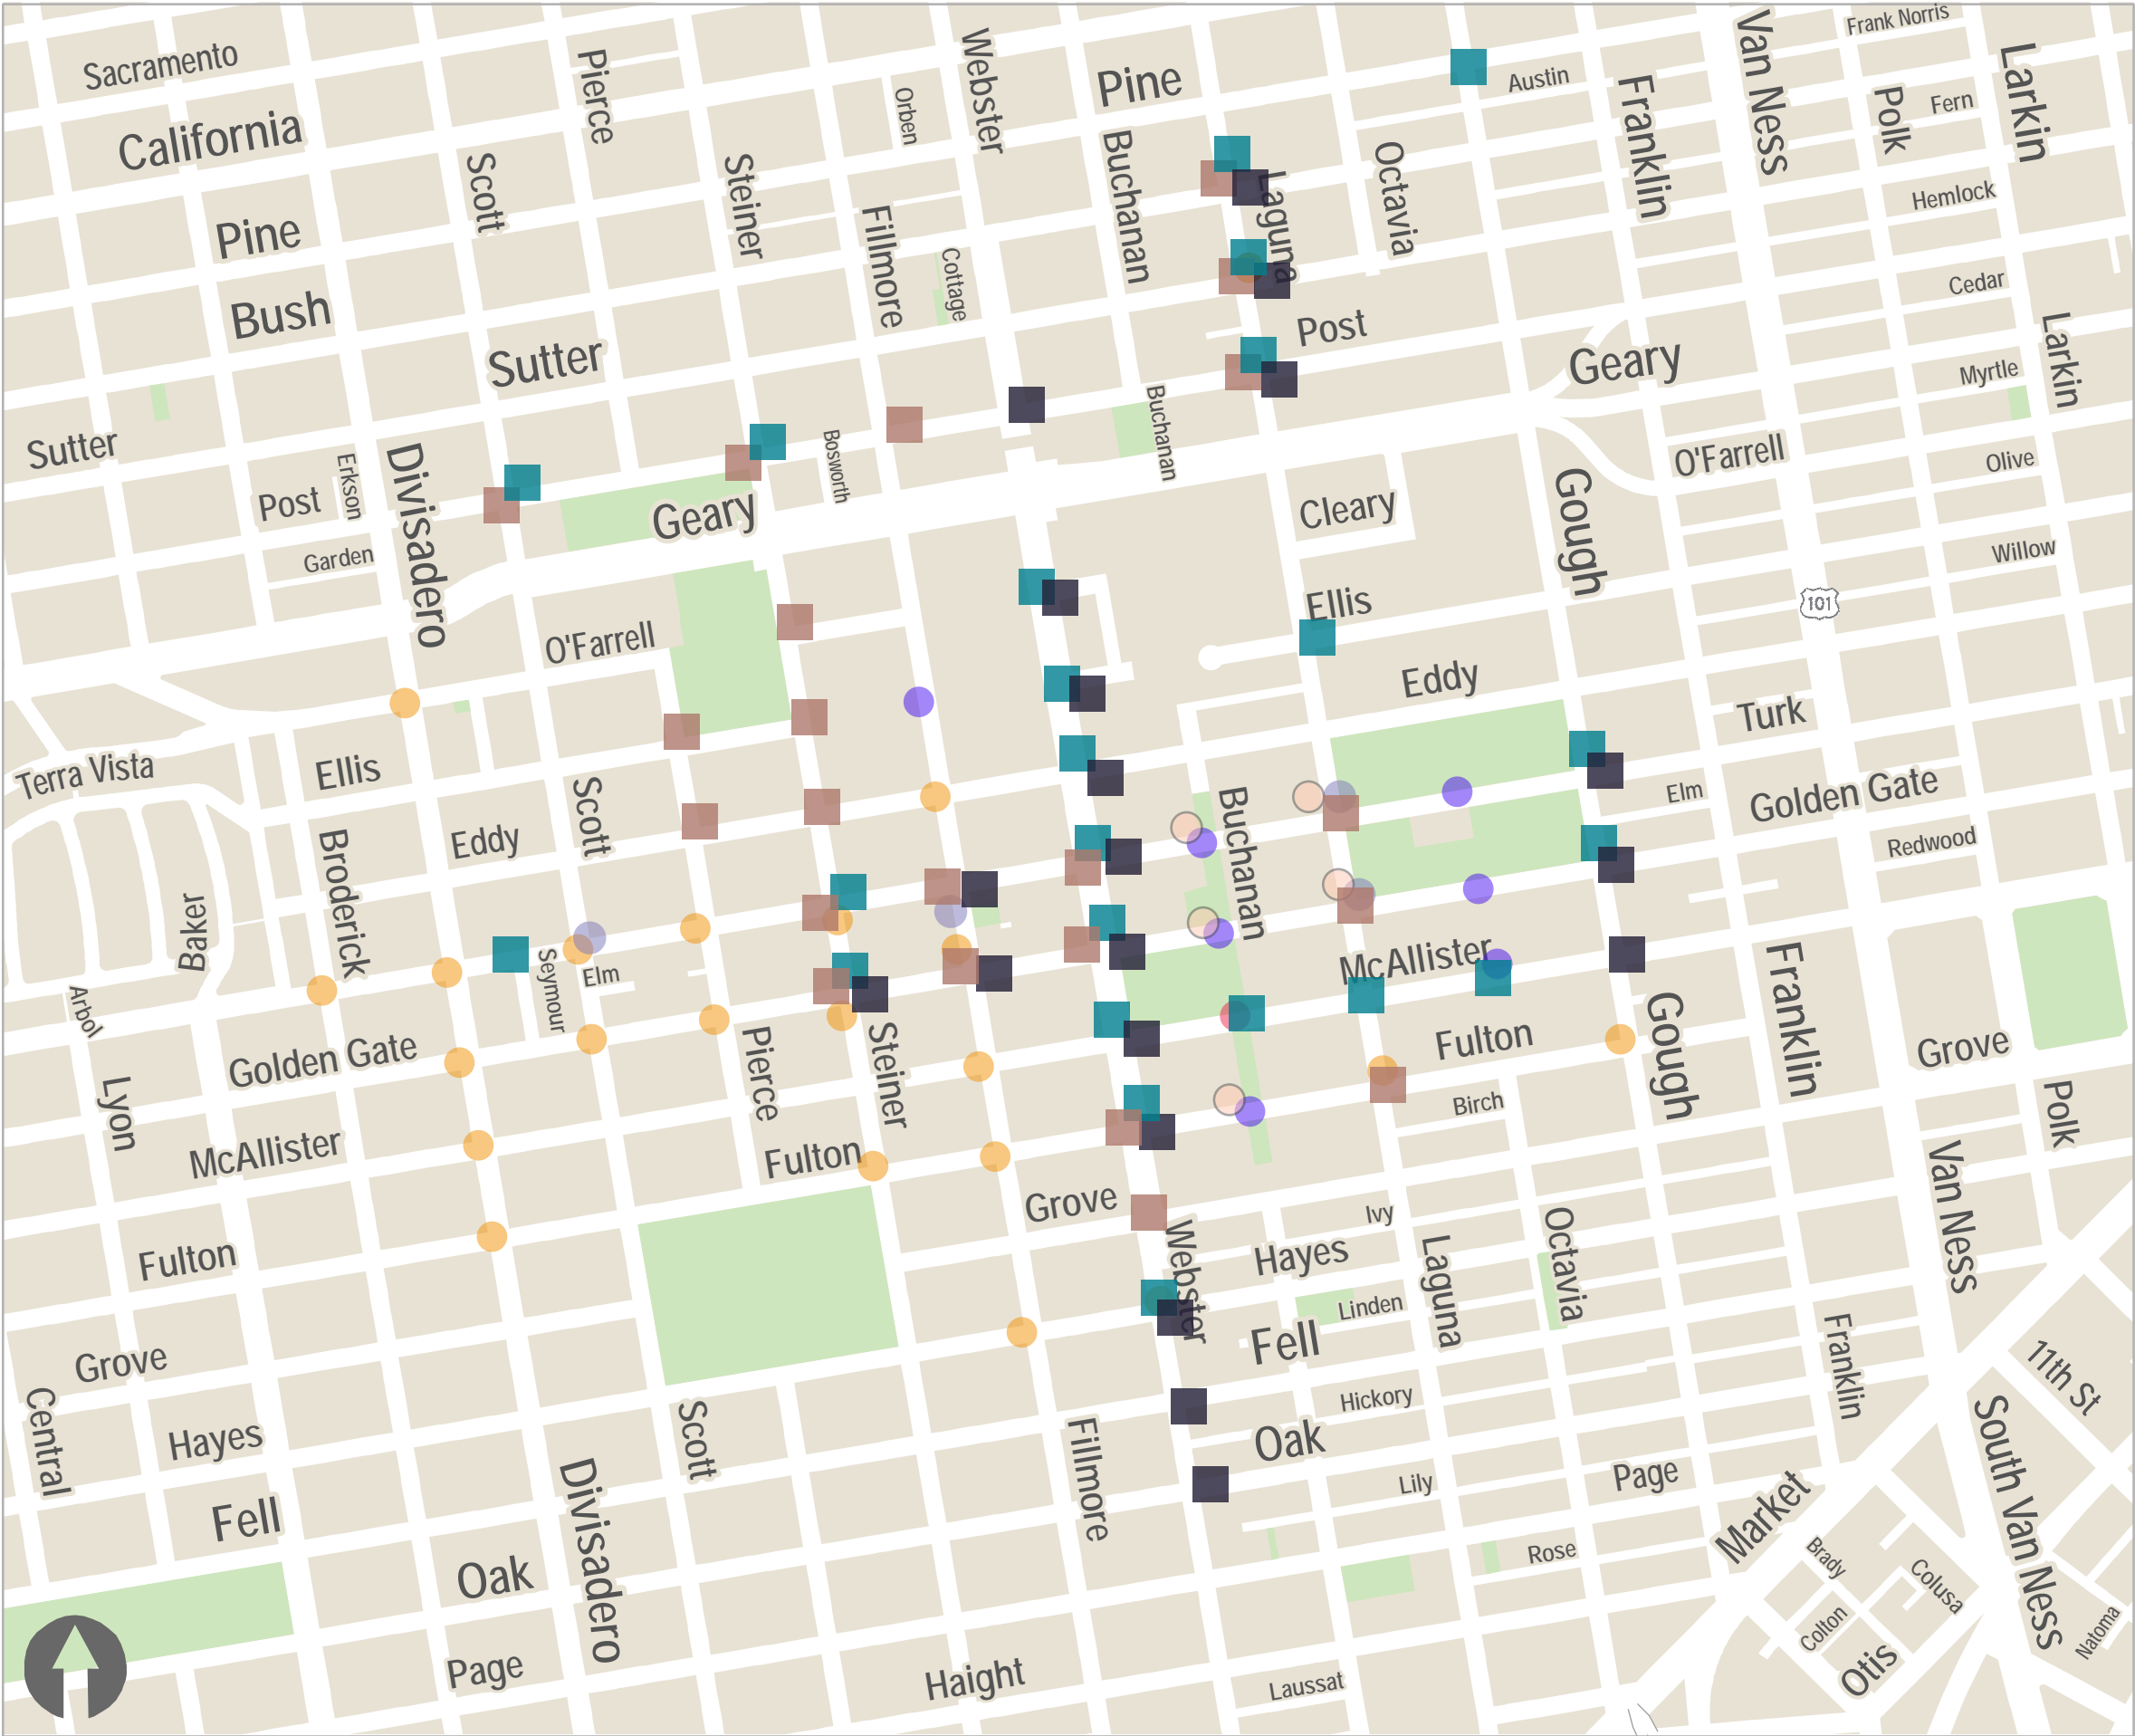 Frank Norris
Sacramento
Pierce
Webster
Pine
Van Ness
Larkin
Austin
Franklin
Polk
Fern
Orben
California
Scott
Steiner
Buchanan
Octavia
Laguna
Hemlock
Pine
Fillmore
Cottage
Cedar
Bush
Post
Sutter
Geary
Larkin
Myrtle
Buchanan
Sutter
Erkson
Divisadero
Bosworth
O'Farrell
Olive
Post
Geary
Cleary
Gough
Garden
Willow
Ellis
101
O'Farrell
Eddy
Turk
Terra Vista
Ellis
Scott
Buchanan
Elm
Golden Gate
Eddy
Broderick
Redwood
Baker
McAllister
Seymour
Elm
Franklin
Arbol
Golden Gate
Pierce
Steiner
Fulton
Gough
Grove
Lyon
Birch
Polk
McAllister
Fulton
Grove
Ivy
Van Ness
Fulton
Webster
Hayes
Laguna
Octavia
Linden
Fell
Franklin
11th St
Grove
Central
Hayes
Scott
Fillmore
Hickory
Oak
South Van Ness
Fell
Divisadero
Lily
Page
Market
Oak
Rose
Brady
Colusa
Page
Haight
Laussat
Colton
Otis
Natoma